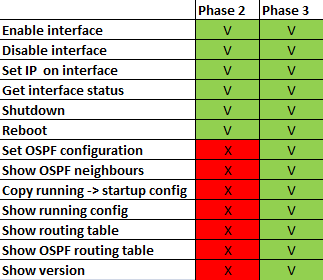 Phase 2 Phase 3
Enable interface V V
Disable interface V V
Set IP on interface V V
Get interface status V V
Shutdown V V
Reboot V V
Set OSPF configuration X V
Show OSPF neighbours X V
Copy running -> startup config X V
Show running config X V
Show routing table X V
Show OSPF routing table X V
Show version X V